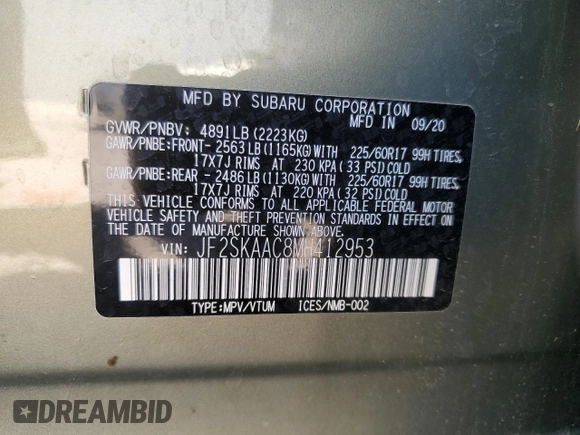 MFD BY SUBARU CORPORATION
MFD IN 09/20
GVWR/PNBV: 4891LB (2223KG)
GAWR/PNBE:FRONT- 2563LB (1165KG)WITH 225/60R17 99H TIRES,
17X7J RIMS AT 230 KPA (33 PSI)COLD
GAWR/PNBE:REAR - 2486LB (1130KG)WITH 225/60R17 99H TIRES,
17X7J RIMS AT 220 KPA (32 PSI)COLD
THIS VEHICLE CONFORMS TO ALL APPLICABLE FEDERAL MOTOR
VEHICLE SAFETY AND THEFT PREVENTION STANDARDS IN EFFECT ON
THE DATE OF MANUFACTURE SHOWN ABOVE.
VIN: JF2SKAAC8MH412953
TYPE:MPV/VTUM ICES/NMB-002
DREAMBID